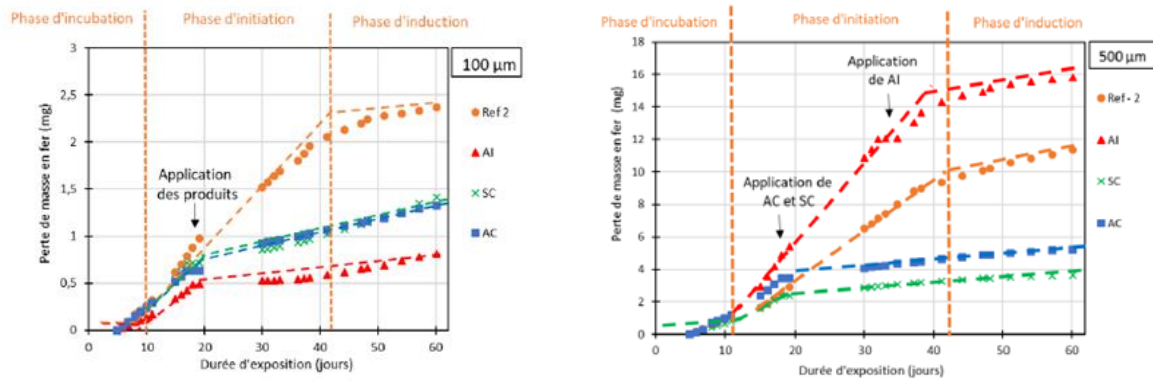 Phase d'incubation
Phase d'initiation
Phase d'induction
Perte de masse en fer (mg)
3
2,5
2
1,5
1
0,5
0
2
10
20
30
40
50
60
Durée d'exposition (jours)
Application
des produits
100 µm
Ref 2
AI
SC
AC
Phase d'incubation
Phase d'initiation
Phase d'induction
Perte de masse en fer (mg)
18
16
14
12
10
8
6
4
2
0
0
10
20
30
40
50
60
Durée d'exposition (jours)
Application
de AI
Application de
AC et SC
500 µm
Ref - 2
AI
SC
AC